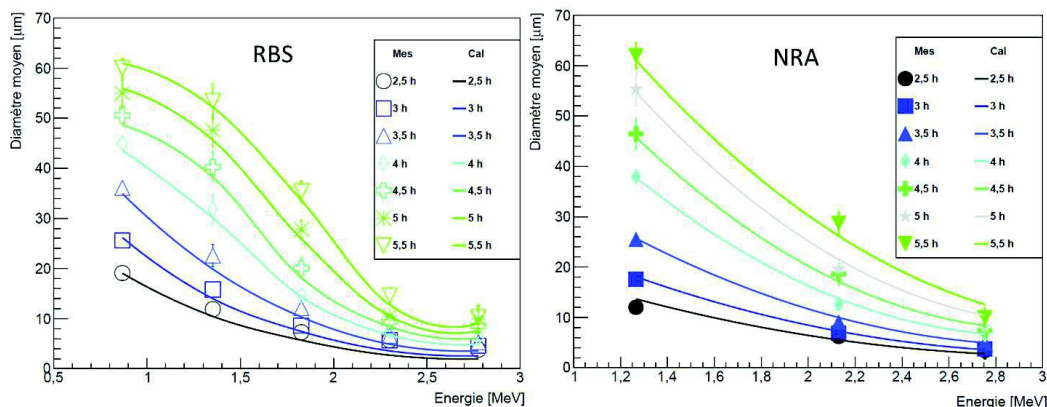 RBS
Diamètre moyen [μm]
70
60
50
40
30
20
10
0
0,5
1
1,5
2
2,5
3
Energie [MeV]
Mes Cal
2,5 h 2,5 h
3 h 3 h
3,5 h 3,5 h
4 h 4 h
4,5 h 4,5 h
5 h 5 h
5,5 h 5,5 h
NRA
Diamètre moyen [μm]
70
60
50
40
30
20
10
0
1
1,2
1,4
1,6
1,8
2
2,2
2,4
2,6
2,8
3
Energie [MeV]
Mes Cal
2,5 h 2,5 h
3 h 3 h
3,5 h 3,5 h
4 h 4 h
4,5 h 4,5 h
5 h 5 h
5,5 h 5,5 h